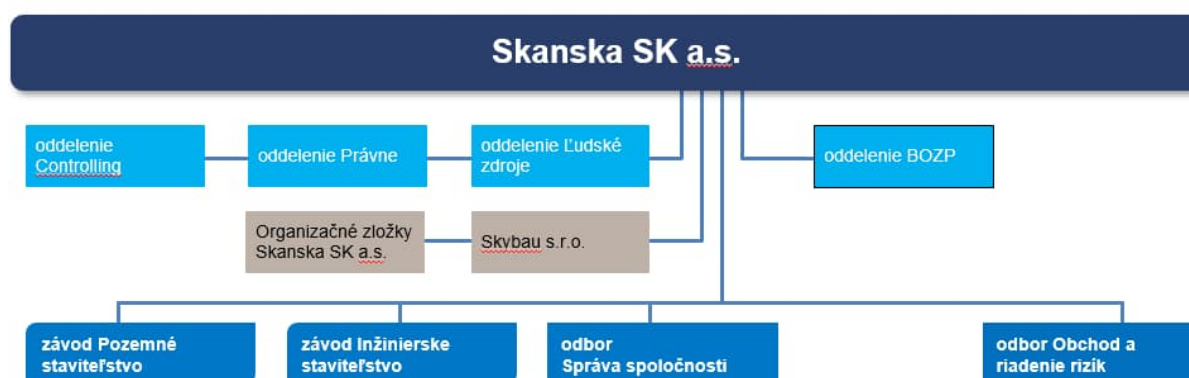 Skanska SK a.s.
oddelenie
Controlling
oddelenie Právne
oddelenie Ľudské
zdroje
oddelenie BOZP
Organizačné zložky
Skanska SK a.s.
Skybau s.r.o.
závod Pozemné
staviteľstvo
závod Inžinierske
staviteľstvo
odbor
Správa spoločnosti
odbor Obchod a
riadenie rizík